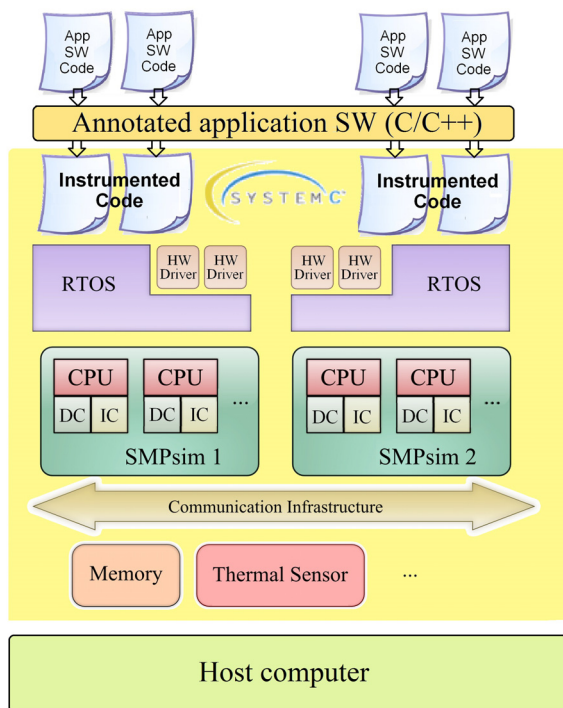 App
SW
Code
App
SW
Code
App
SW
Code
App
SW
Code
Annotated application SW (C/C++)
Instrumented
Code
SYSTEM C™
Instrumented
Code
RTOS
HW
Driver
HW
Driver
HW
Driver
HW
Driver
RTOS
CPU
CPU
DC
IC
DC
IC
...
SMPsim 1
CPU
CPU
DC
IC
DC
IC
...
SMPsim 2
Communication Infrastructure
Memory
Thermal Sensor
...
Host computer